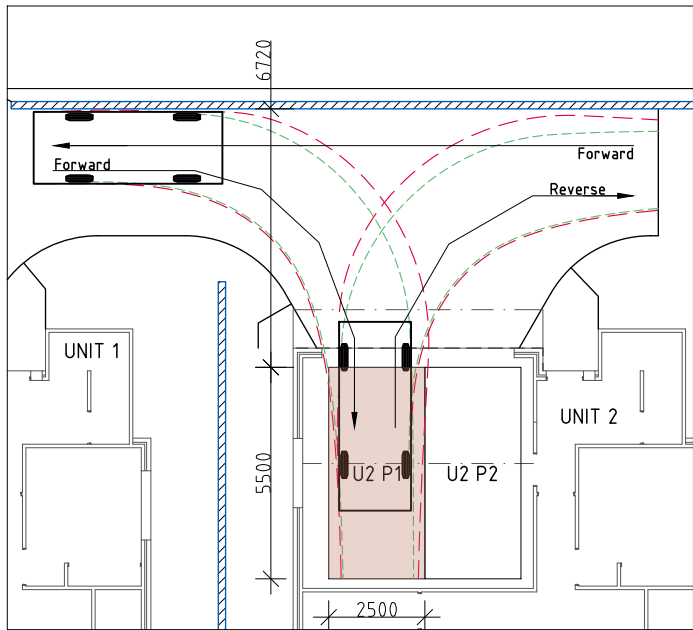 6720
Forward
Forward
Reverse
UNIT 1
UNIT 2
5500
U2 P1
U2 P2
2500